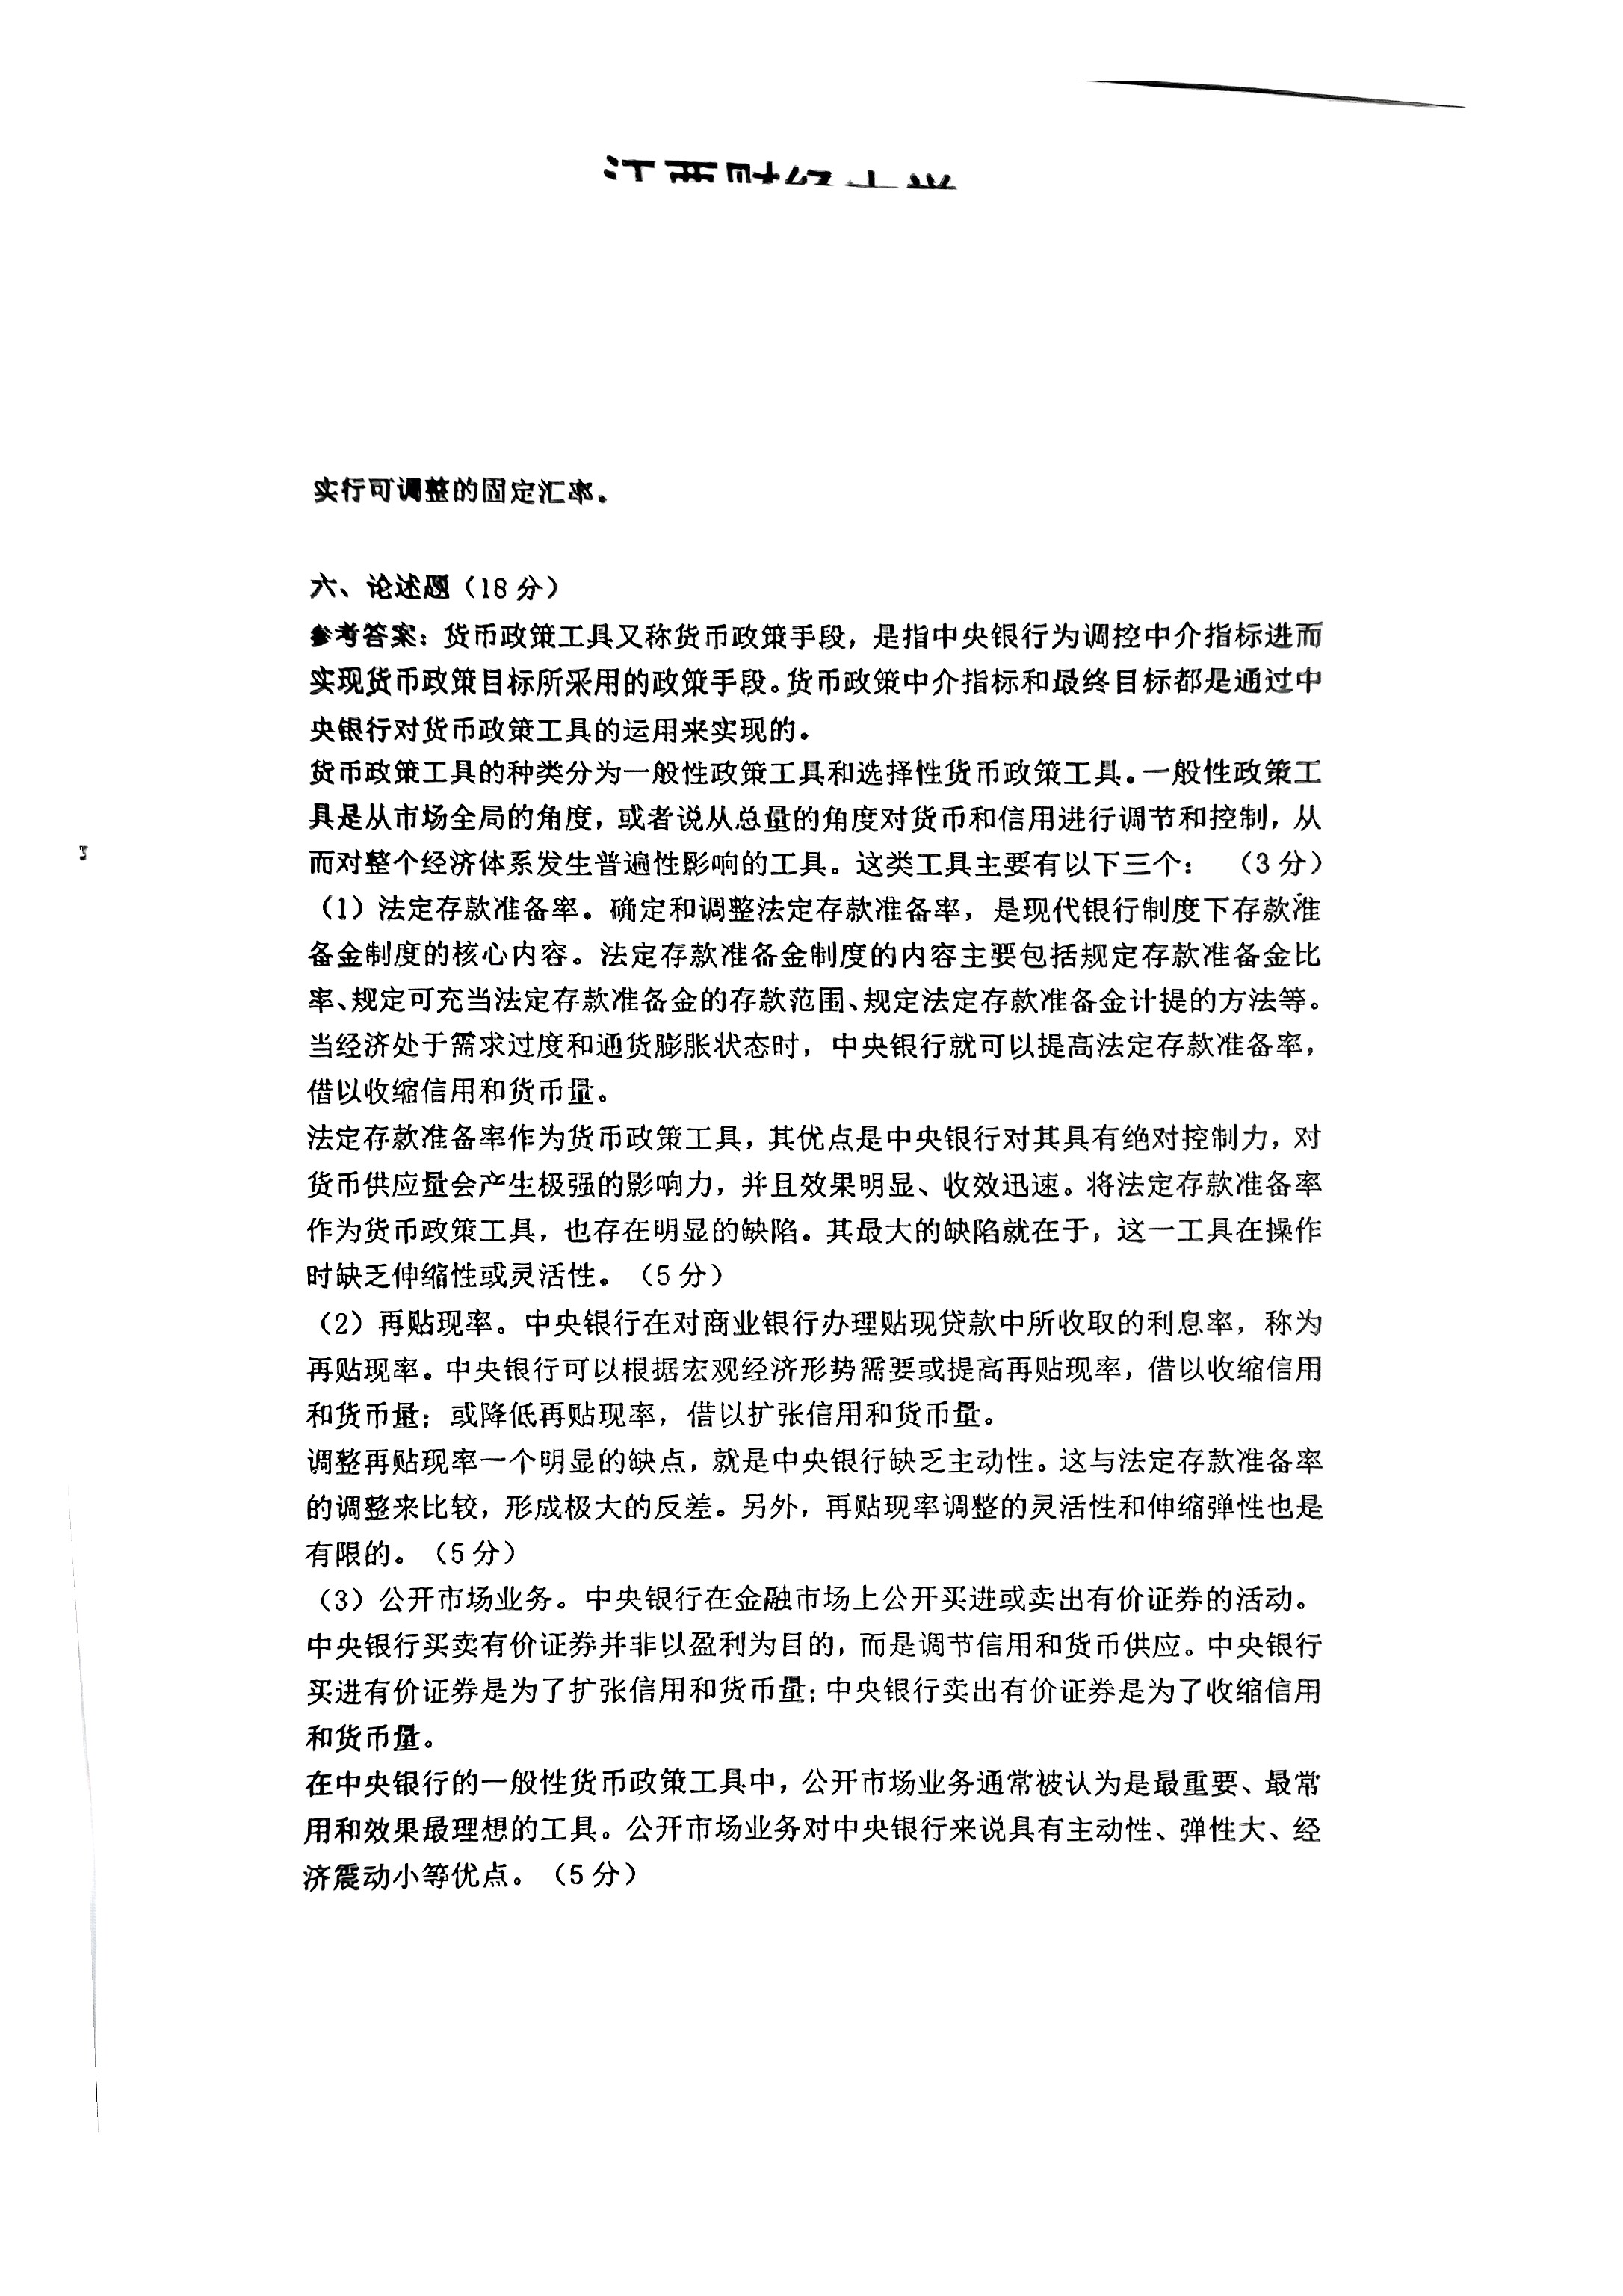 实行可调整的固定汇率。
六、论述题（18 分）
参考答案：货币政策工具又称货币政策手段，是指中央银行为调控中介指标进而
实现货币政策目标所采用的政策手段。货币政策中介指标和最终目标都是通过中
央银行对货币政策工具的运用来实现的。
货币政策工具的种类分为一般性政策工具和选择性货币政策工具。一般性政策工
具是从市场全局的角度，或者说从总量的角度对货币和信用进行调节和控制，从
而对整个经济体系发生普遍性影响的工具。这类工具主要有以下三个： （3 分）
（1）法定存款准备率。确定和调整法定存款准备率，是现代银行制度下存款准
备金制度的核心内容。法定存款准备金制度的内容主要包括规定存款准备金比
率、规定可充当法定存款准备金的存款范围、规定法定存款准备金计提的方法等。
当经济处于需求过度和通货膨胀状态时，中央银行就可以提高法定存款准备率，
借以收缩信用和货币量。
法定存款准备率作为货币政策工具，其优点是中央银行对其具有绝对控制力，对
货币供应量会产生极强的影响力，并且效果明显、收效迅速。将法定存款准备率
作为货币政策工具，也存在明显的缺陷。其最大的缺陷就在于，这一工具在操作
时缺乏伸缩性或灵活性。（5 分）
（2）再贴现率。中央银行在对商业银行办理贴现贷款中所收取的利息率，称为
再贴现率。中央银行可以根据宏观经济形势需要或提高再贴现率，借以收缩信用
和货币量；或降低再贴现率，借以扩张信用和货币量。
调整再贴现率一个明显的缺点，就是中央银行缺乏主动性。这与法定存款准备率
的调整来比较，形成极大的反差。另外，再贴现率调整的灵活性和伸缩弹性也是
有限的。（5 分）
（3）公开市场业务。中央银行在金融市场上公开买进或卖出有价证券的活动。
中央银行买卖有价证券并非以盈利为目的，而是调节信用和货币供应。中央银行
买进有价证券是为了扩张信用和货币量；中央银行卖出有价证券是为了收缩信用
和货币量。
在中央银行的一般性货币政策工具中，公开市场业务通常被认为是最重要、最常
用和效果最理想的工具。公开市场业务对中央银行来说具有主动性、弹性大、经
济震动小等优点。（5 分）